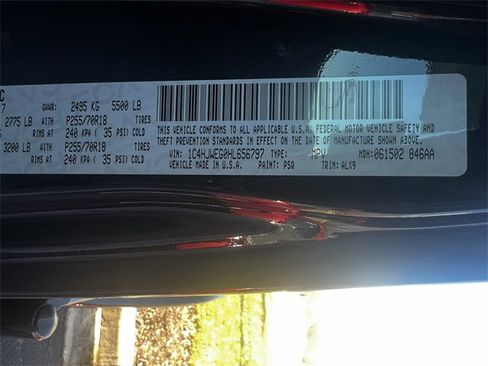 C
7 GVWR: 2495 KG 5500 LB
2775 LB WITH P255/70R18
RIMS AT 240 KPA ( 35 PSI) COLD
3200 LB WITH P255/70R18
RIMS AT 240 KPA ( 35 PSI) COLD
THIS VEHICLE CONFORMS TO ALL APPLICABLE U.S.A. FEDERAL MOTOR VEHICLE SAFETY AND
THEFT PREVENTION STANDARDS IN EFFECT ON THE DATE OF MANUFACTURE SHOWN ABOVE.
VIN: 1C4HJWEG0HL656797 TYPE: MPV MDH: 061502 846AA
VEHICLE MADE IN U.S.A. PAINT: PSQ TRIM: ALX9